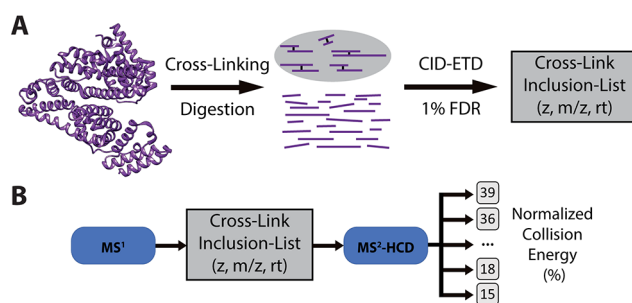 A
Cross-Linking
Digestion
CID-ETD
1% FDR
Cross-Link
Inclusion-List
(z, m/z, rt)
B
MS¹
Cross-Link
Inclusion-List
(z, m/z, rt)
MS²-HCD
39
36
...
18
15
Normalized
Collision
Energy
(%)